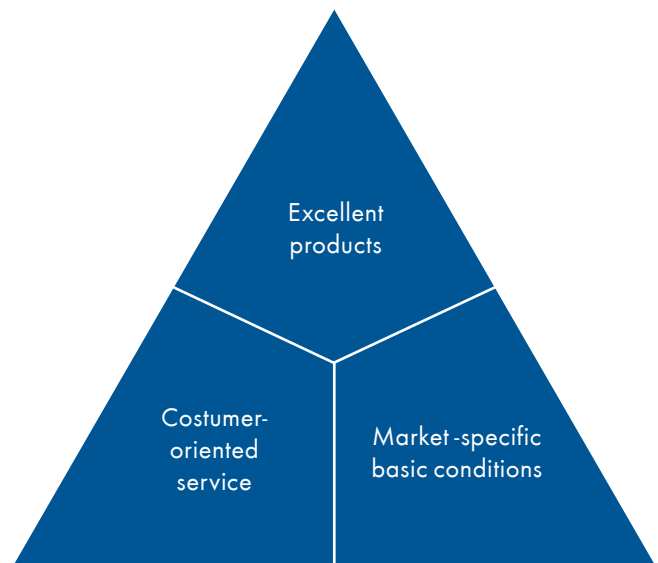 Excellent
products
Costumer-
oriented
service
Market-specific
basic conditions